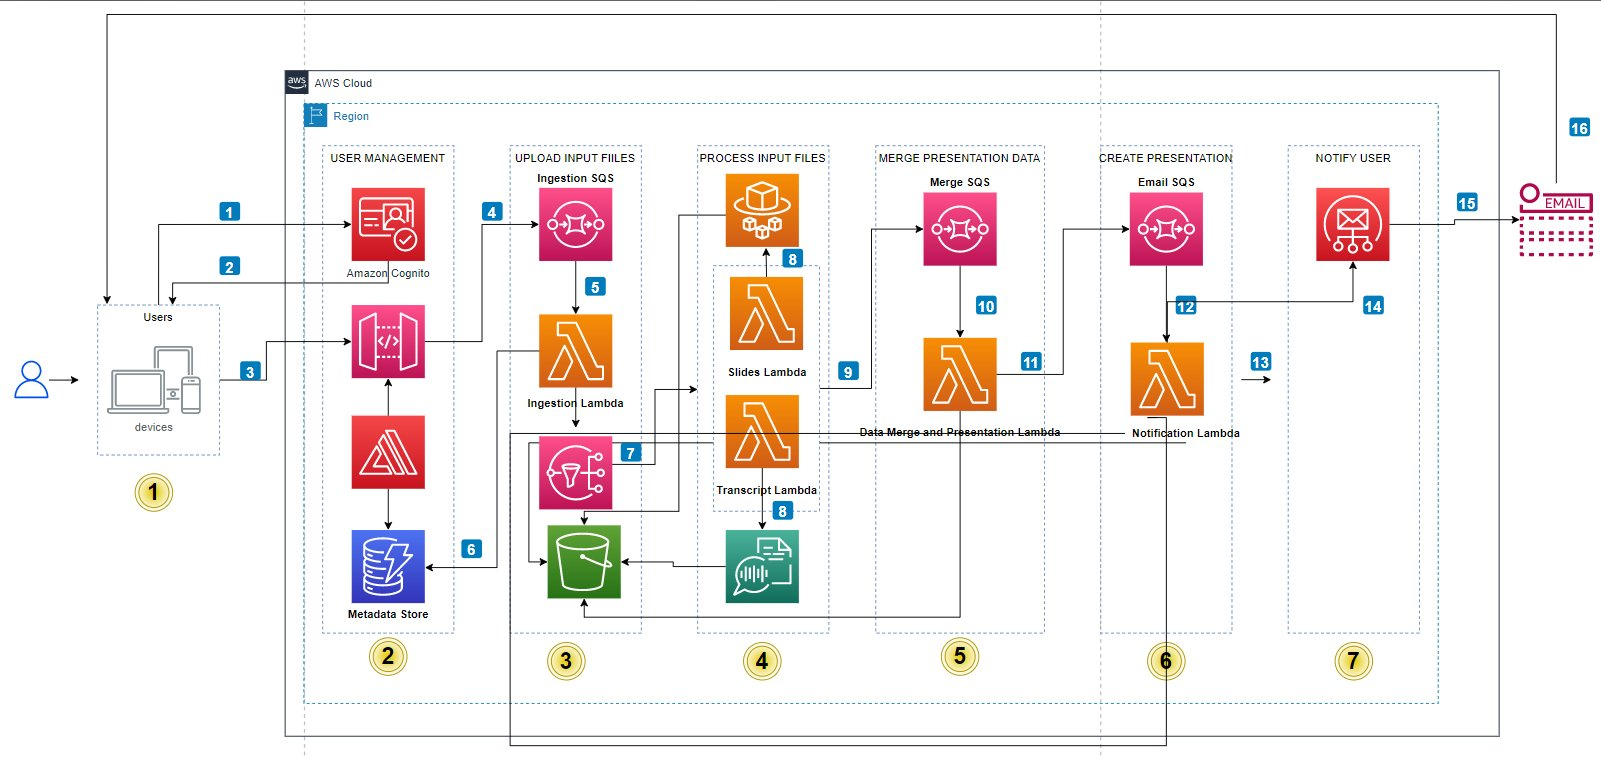 16
aws
AWS Cloud
Region
USER MANAGEMENT
UPLOAD INPUT FIILES
PROCESS INPUT FIILES
MERGE PRESENTATION DATA
CREATE PRESENTATION
NOTIFY USER
Ingestion SQS
Merge SQS
Email SQS
1
4
15
EMAIL
2
Amazon Cognito
8
5
10
12
14
Users
3
9
11
13
Slides Lambda
Ingestion Lambda
devices
Data Merge and Presentation Lambda
Notification Lambda
7
Transcript Lambda
8
1
6
Metadata Store
2
3
4
5
6
7